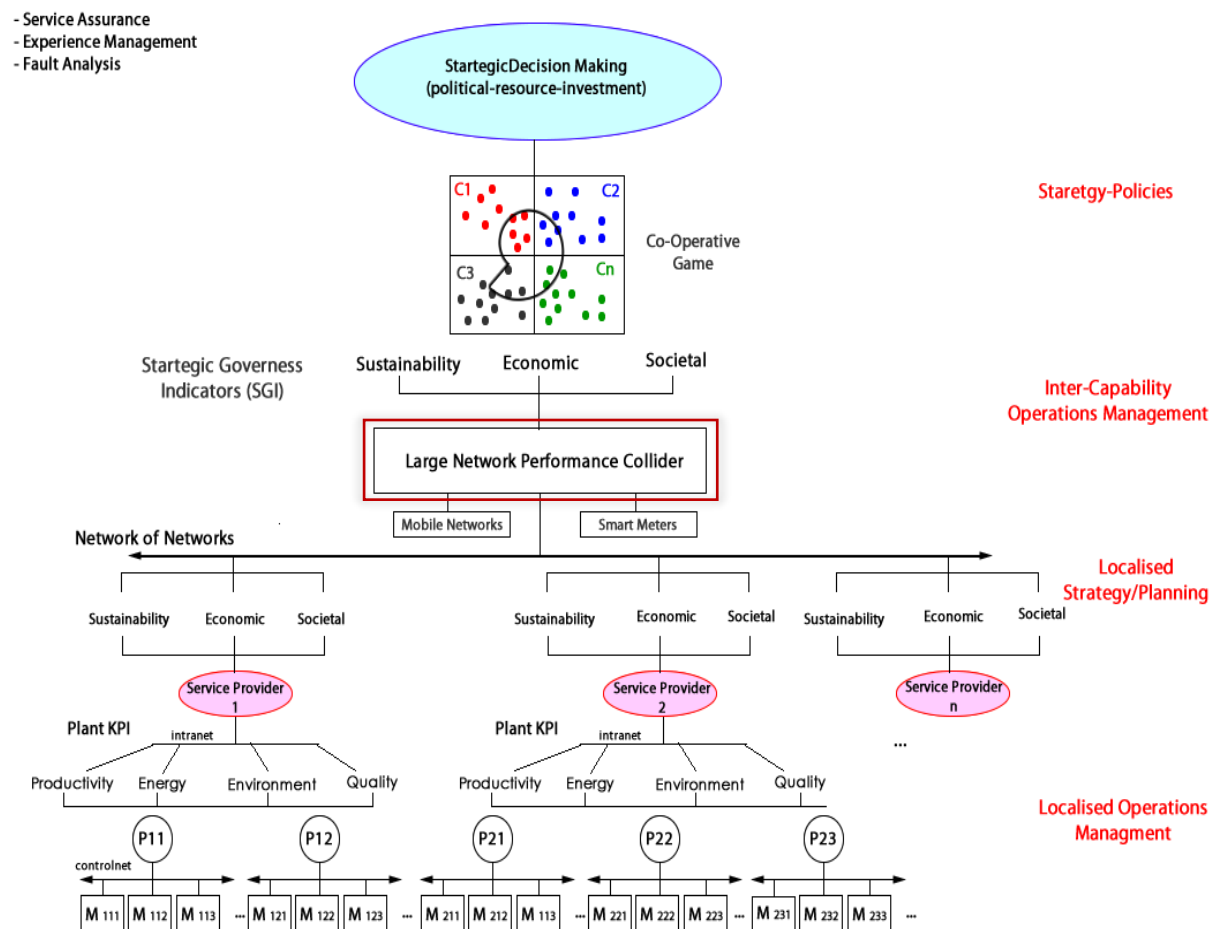 - Service Assurance
- Experience Management
- Fault Analysis
StartegicDecision Making
(political-resource-investment)
C1
C2
C3
Cn
Co-Operative
Game
Staretgy-Policies
Startegic Governess
Indicators (SGI)
Sustainability
Economic
Societal
Inter-Capability
Operations Management
Large Network Performance Collider
Mobile Networks
Smart Meters
Network of Networks
Localised
Strategy/Planning
Sustainability
Economic
Societal
Sustainability
Economic
Societal
Sustainability
Economic
Societal
Service Provider
1
Service Provider
2
Service Provider
n
Plant KPI
intranet
Plant KPI
intranet
...
Productivity
Energy
Environment
Quality
Productivity
Energy
Environment
Quality
Localised Operations
Managment
P11
P12
P21
P22
P23
controlnet
M 111
M 112
M 113
...
M 121
M 122
M 123
...
M 211
M 212
M 113
...
M 221
M 222
M 223
...
M 231
M 232
M 233
...